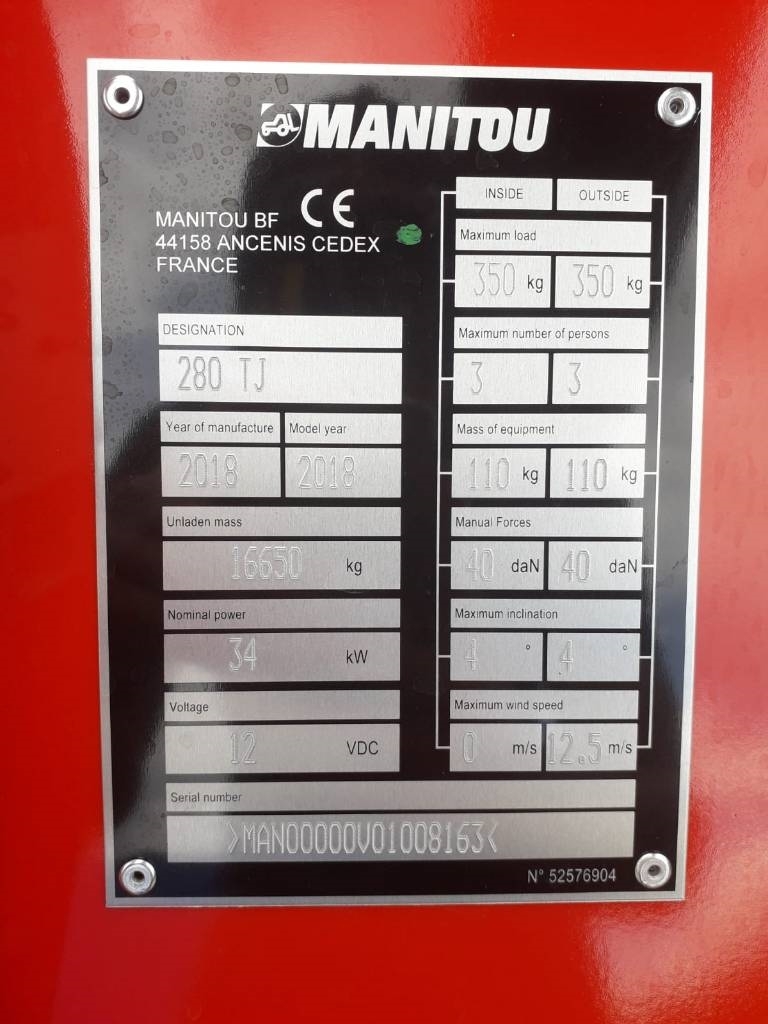 MANITOU
CE
MANITOU BF
44158 ANCENIS CEDEX
FRANCE
DESIGNATION
280 TJ
Year of manufacture Model year
2018 2018
Unladen mass
16650 kg
Nominal power
34 kW
Voltage
12 VDC
INSIDE OUTSIDE
Maximum load
350 kg 350 kg
Maximum number of persons
3 3
Mass of equipment
110 kg 110 kg
Manual Forces
40 daN 40 daN
Maximum inclination
4 ° 4 °
Maximum wind speed
0 m/s 12.5 m/s
Serial number
>MAN00000V01008163<
N° 52576904